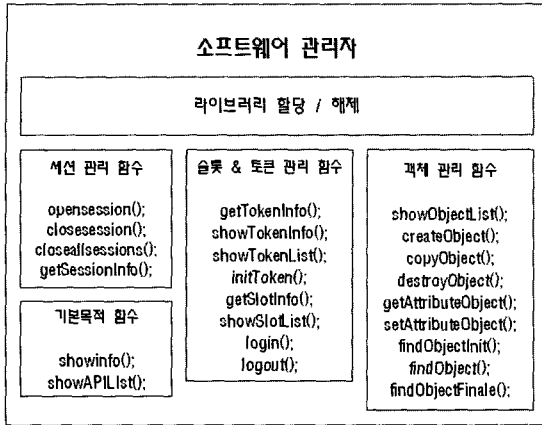 소프트웨어 관리자
라이브러리 할당 / 해제
세션 관리 함수
opensession();
closesession();
closeallsessions();
getSessionInfo();
기본목적 함수
showinfo();
showAPIList();
슬롯 & 토큰 관리 함수
getTokenInfo();
showTokenInfo();
showTokenList();
initToken();
getSlotInfo();
showSlotList();
login();
logout();
객체 관리 함수
showObjectList();
createObject();
copyObject();
destroyObject();
getAttributeObject();
setAttributeObject();
findObjectInit();
findObject();
findObjectFinale();